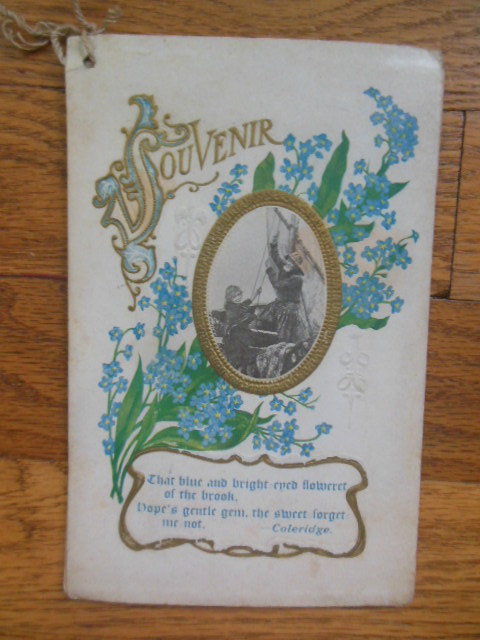 SOUVENIR
That blue and bright eyed floweret
of the brook,
Hope's gentle gem, the sweet forget
me not. Coleridge.